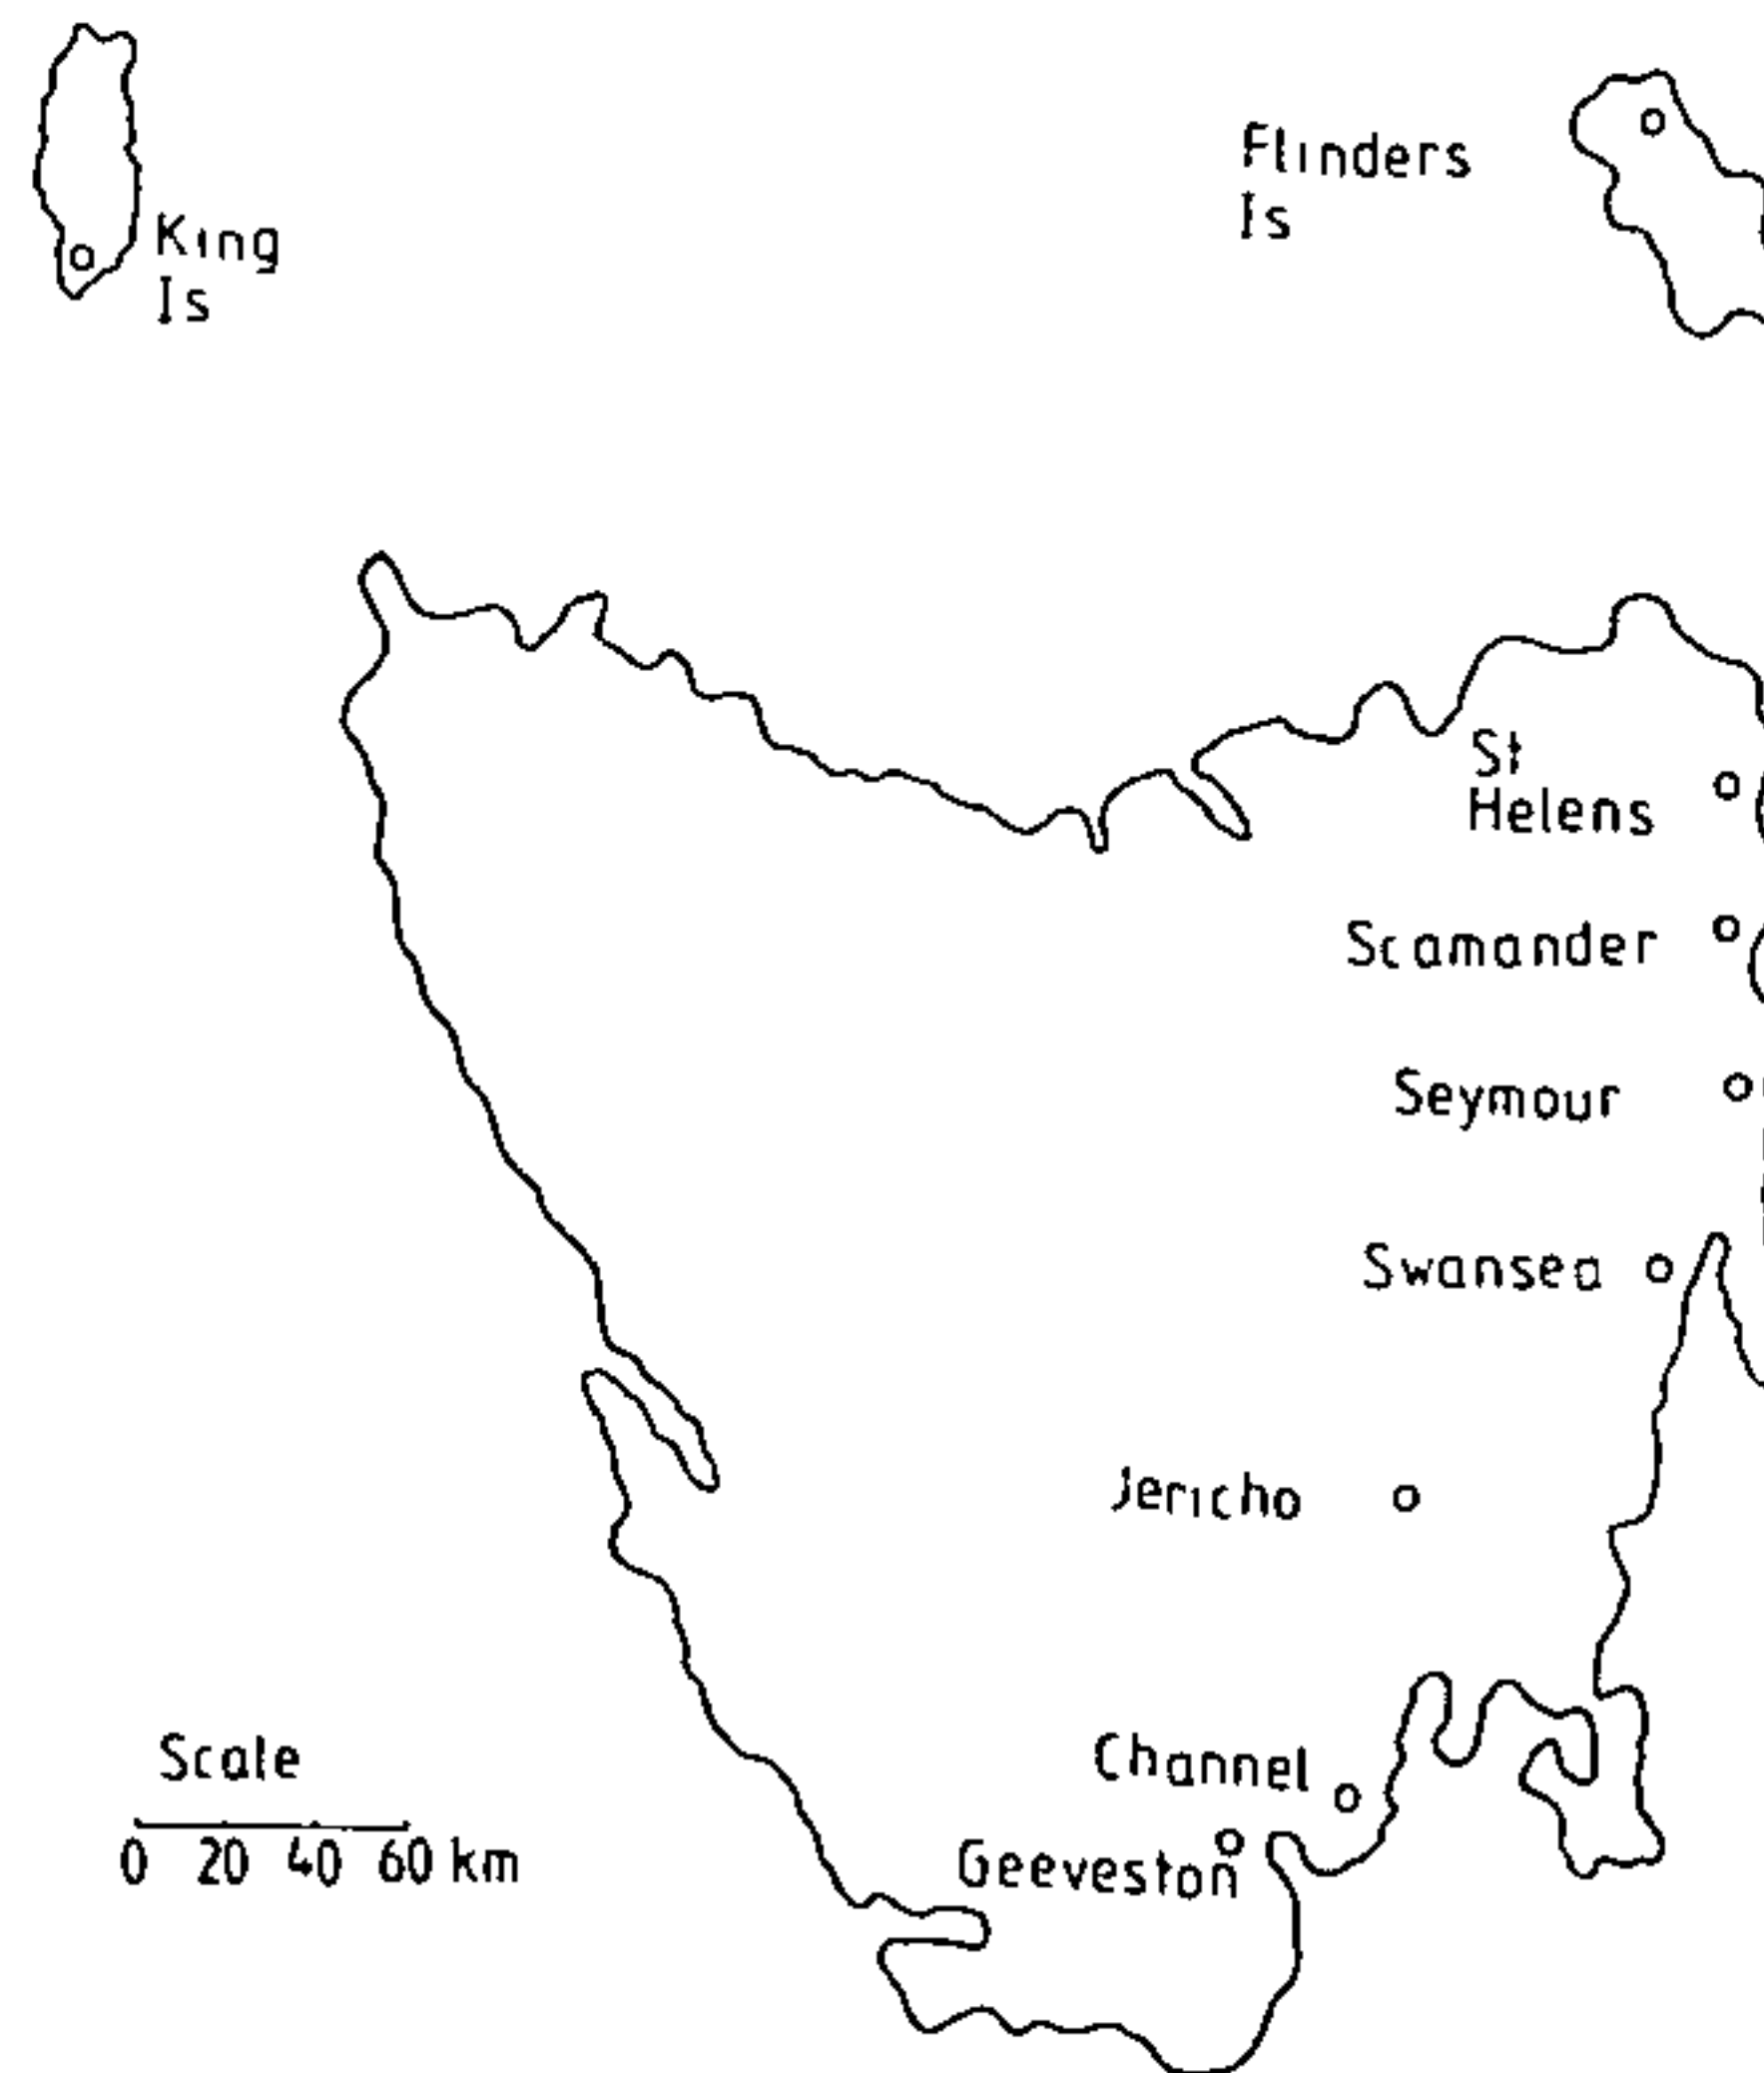 Flinders
Is
King
Is
St
Helens
Scamander
Seymour
Swansea
Jericho
Scale
Channel
0 20 40 60 km
Geeveston